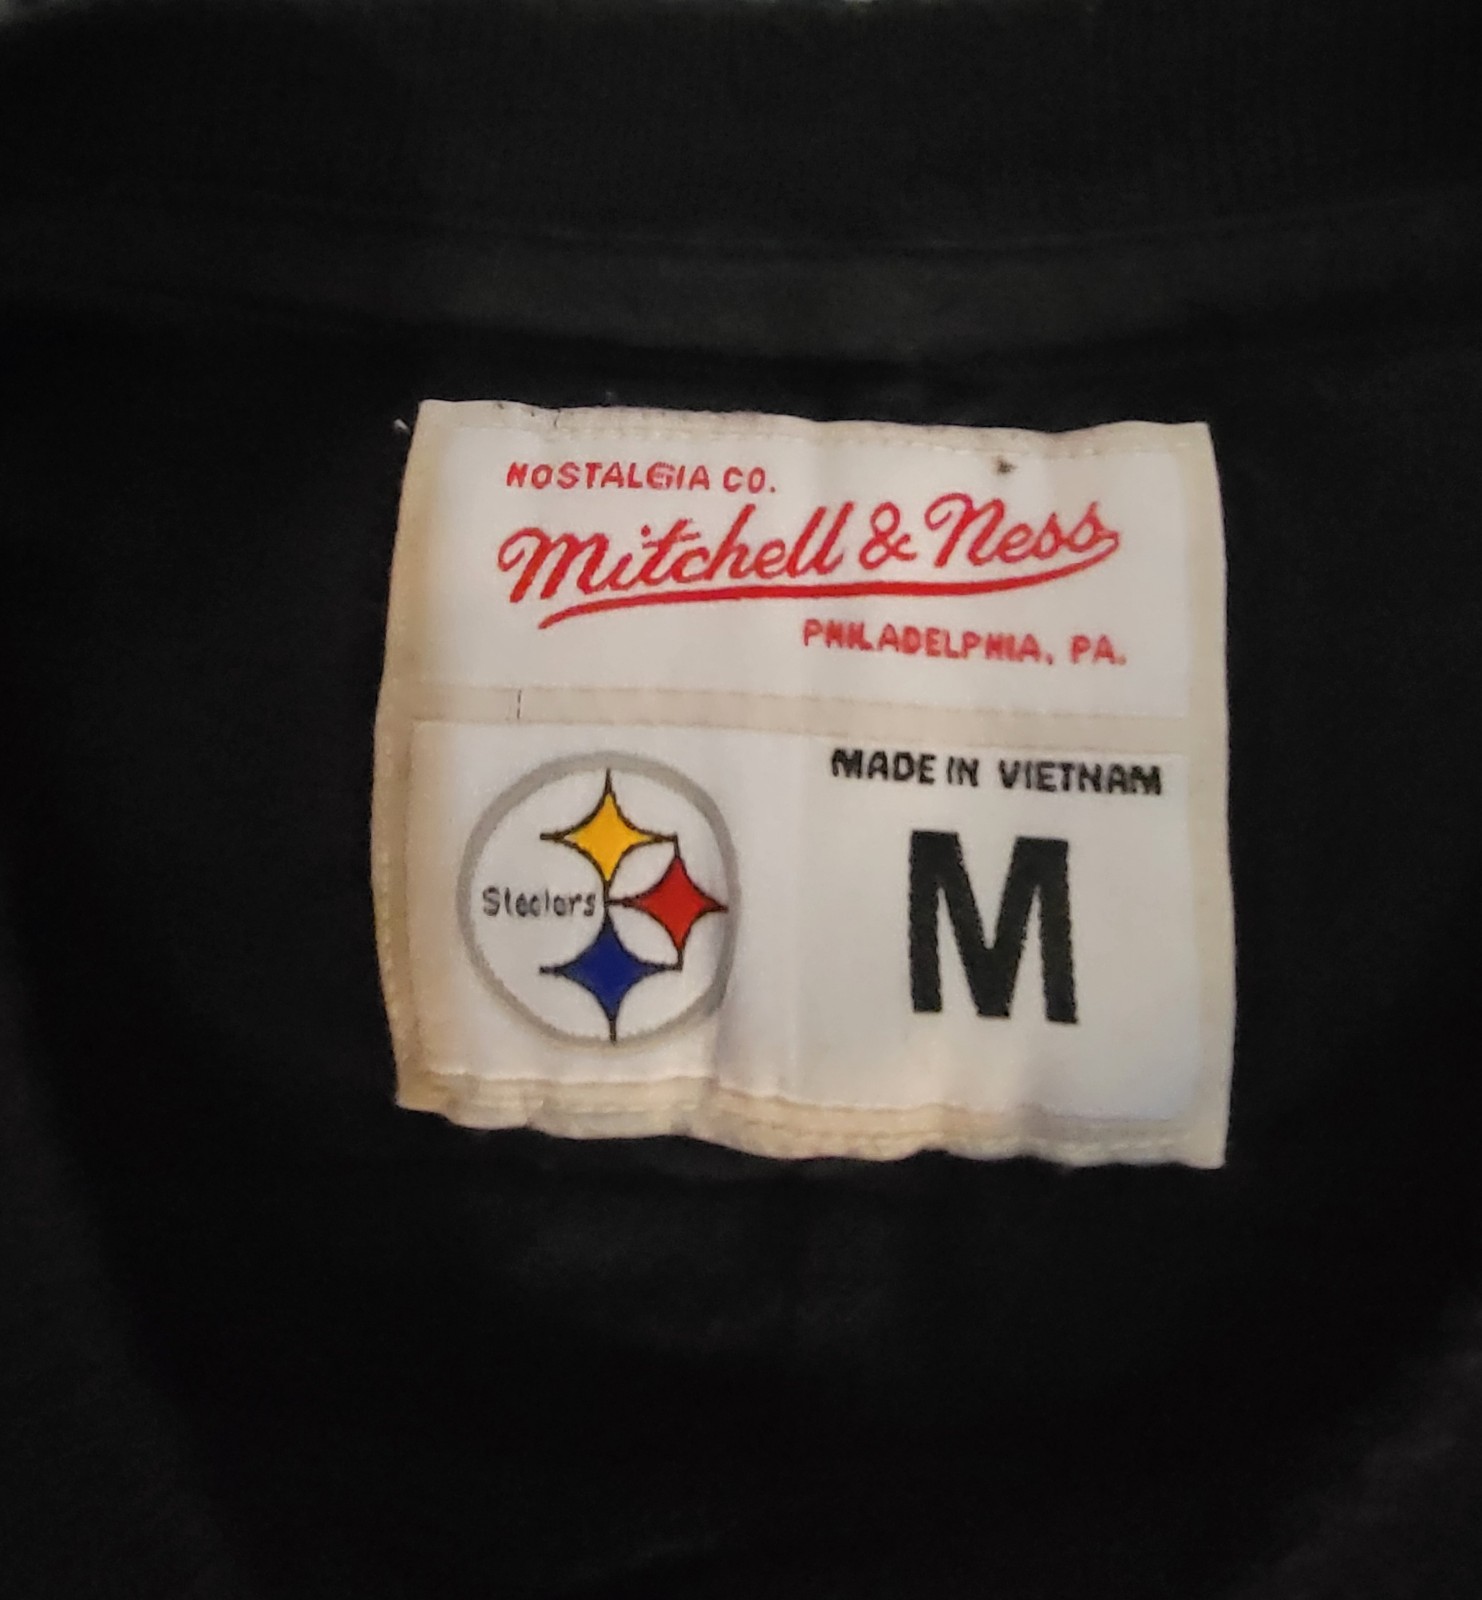 NOSTALGIA CO.
Mitchell & Ness
PHILADELPHIA, PA.
MADE IN VIETNAM
Steelers
M